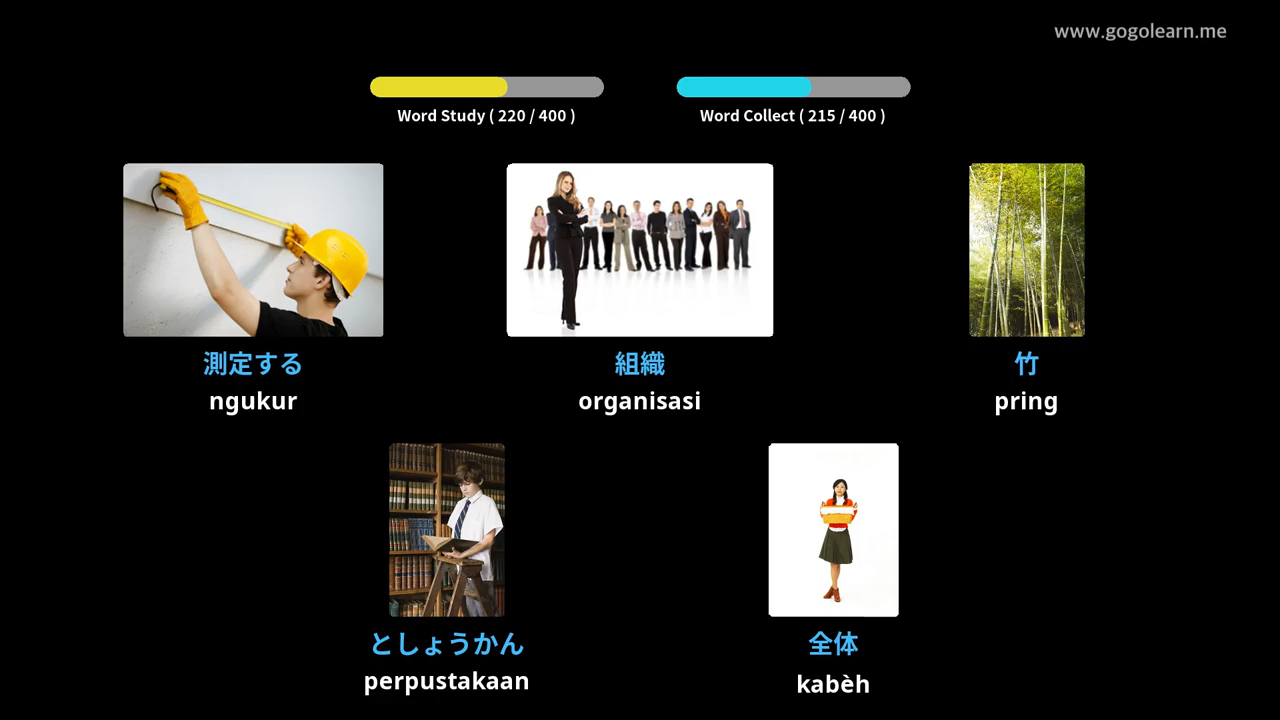 www.gogolearn.me
Word Study ( 220 / 400 )
Word Collect ( 215 / 400 )
測定する
ngukur
組織
organisasi
竹
pring
としょうかん
perpustakaan
全体
kabèh